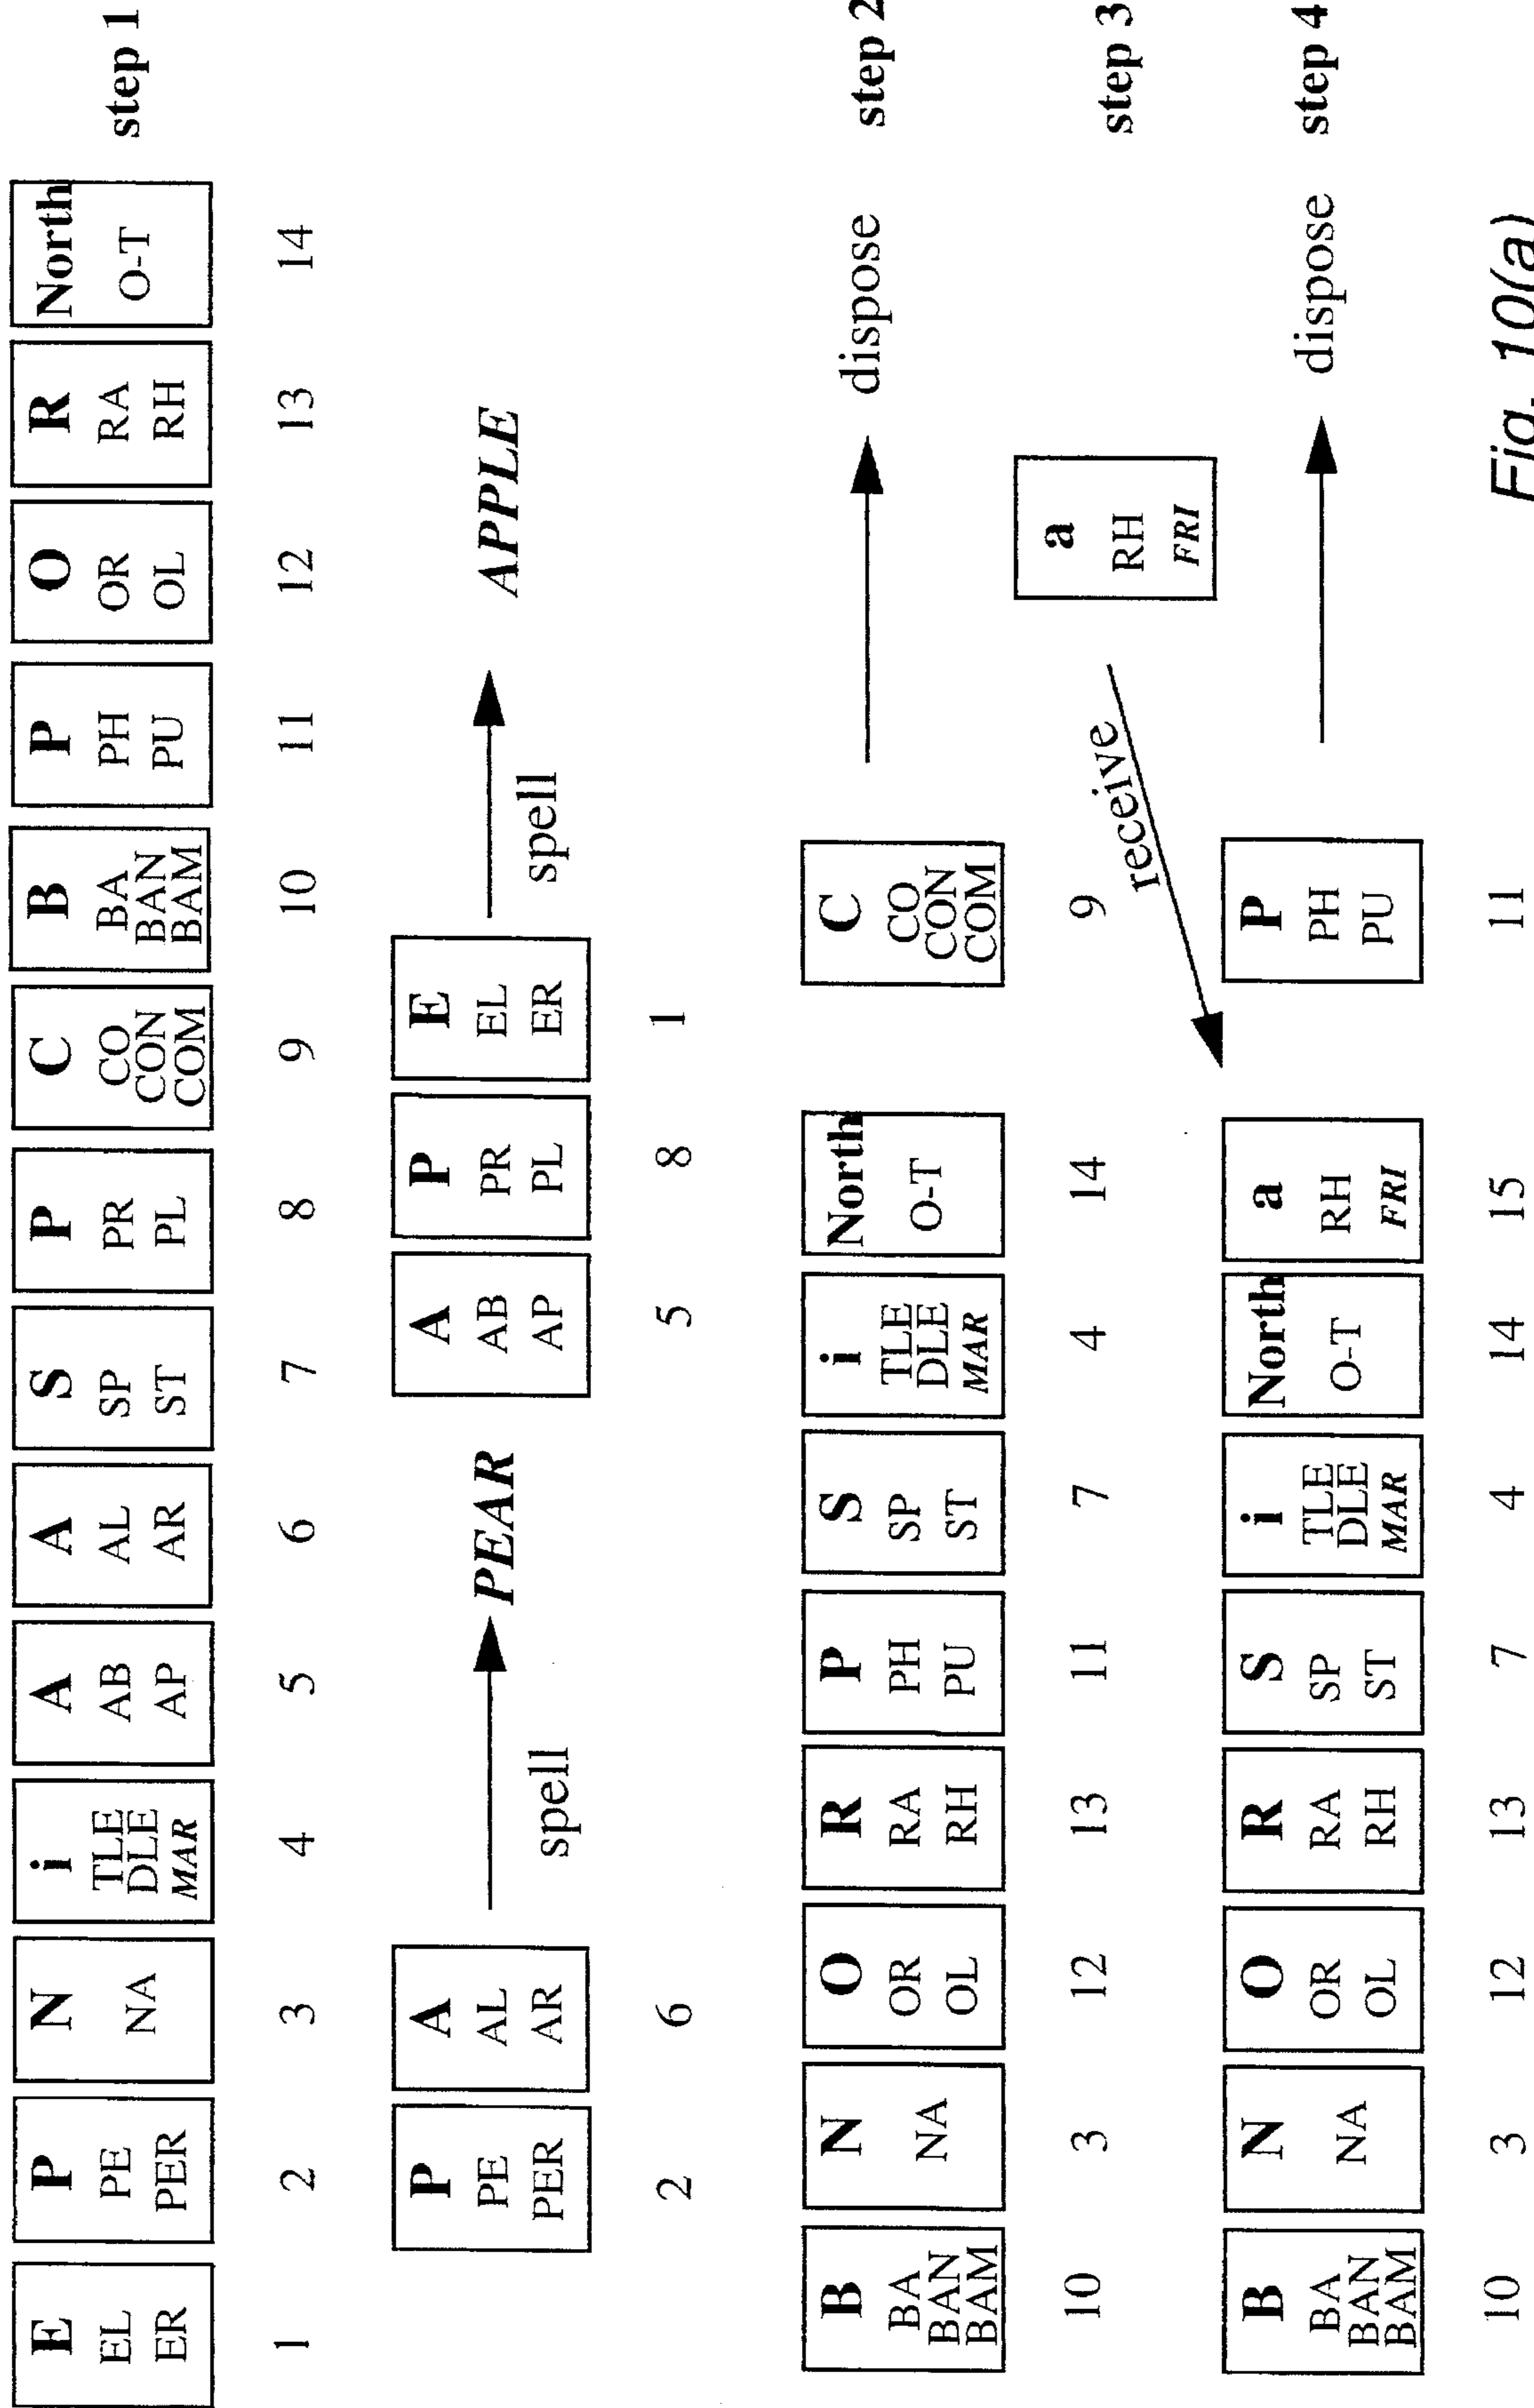 E P N i A A S P C B P O R North step 1
EL PE NA TLE AB AL SP PR CO BA PH OR RA O-T
ER PER DLE AP AR ST PL CON BAN PU OL RH
MAR COM BAM
1 2 3 4 5 6 7 8 9 10 11 12 13 14
P A PEAR A P E APPLE
PE AL AB PR EL
PER AR spell AP PL ER spell
2 6 5 8 1
B N O R P S i North C dispose step 2
BA NA OR RA PH SP TLE O-T CO
BAN OL RH PU ST DLE CON
BAM MAR COM
10 3 12 13 11 7 4 14 9
receive a step 3
RH
FRI
B N O R S i North a P dispose step 4
BA NA OR RA SP TLE O-T RH PH
BAN OL RH ST DLE FRI PU
BAM MAR
10 3 12 13 7 4 14 15 11
Fig. 10(a)